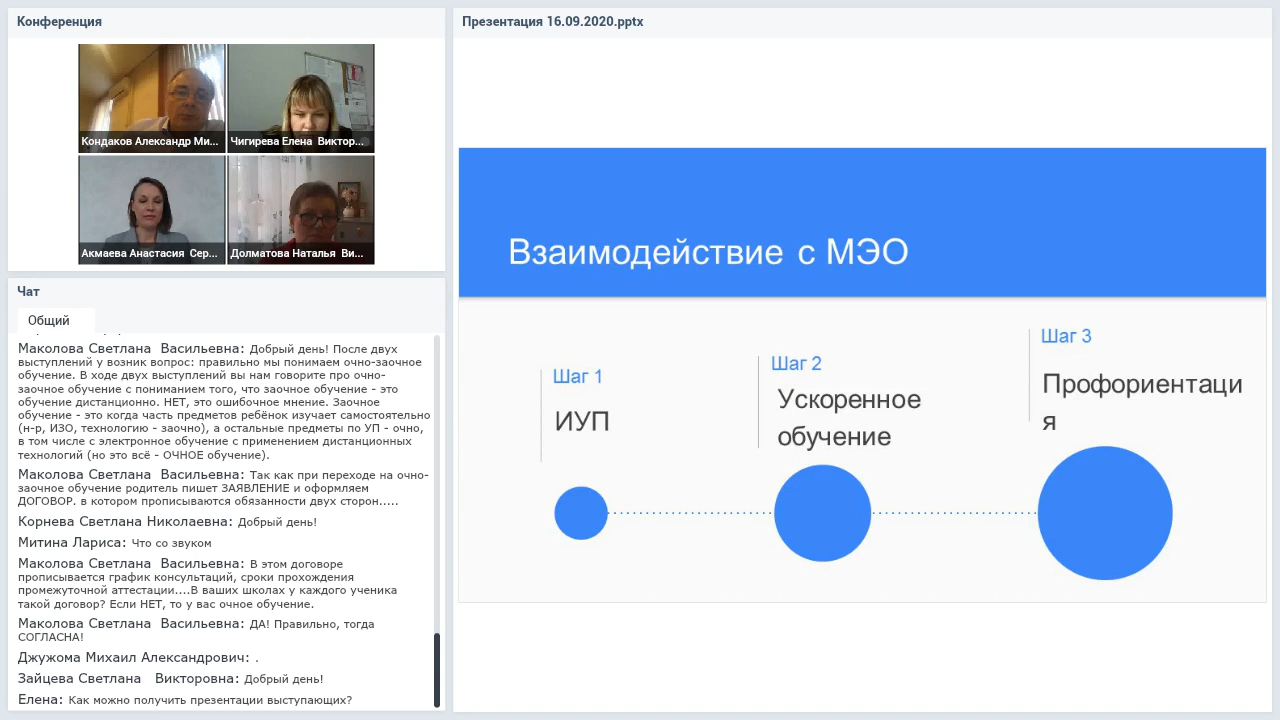 Конференция
Кондаков Александр Ми...
Чигирева Елена Виктор...
Акмаева Анастасия Сер...
Долматова Наталья Ви...
Чат
Общий
Маколова Светлана Васильевна: Добрый день! После двух
выступлений у возник вопрос: правильно мы понимаем очно-заочное
обучение. В ходе двух выступлений вы нам говорите про очно-
заочное обучение с пониманием того, что заочное обучение - это
обучение дистанционно. НЕТ, это ошибочное мнение. Заочное
обучение - это когда часть предметов ребёнок изучает самостоятельно
(н-р, ИЗО, технологию - заочно), а остальные предметы по УП - очно,
в том числе с электронное обучение с применением дистанционных
технологий (но это всё - ОЧНОЕ обучение).
Маколова Светлана Васильевна: Так как при переходе на очно-
заочное обучение родитель пишет ЗАЯВЛЕНИЕ и оформляем
ДОГОВОР. в котором прописываются обязанности двух сторон.....
Корнева Светлана Николаевна: Добрый день!
Митина Лариса: Что со звуком
Маколова Светлана Васильевна: В этом договоре
прописывается график консультаций, сроки прохождения
промежуточной аттестации....В ваших школах у каждого ученика
такой договор? Если НЕТ, то у вас очное обучение.
Маколова Светлана Васильевна: ДА! Правильно, тогда
СОГЛАСНА!
Джужома Михаил Александрович: .
Зайцева Светлана Викторовна: Добрый день!
Елена: Как можно получить презентации выступающих?
Презентация 16.09.2020.pptx
Взаимодействие с МЭО
Шаг 1
ИУП
Шаг 2
Ускоренное
обучение
Шаг 3
Профориентаци
я